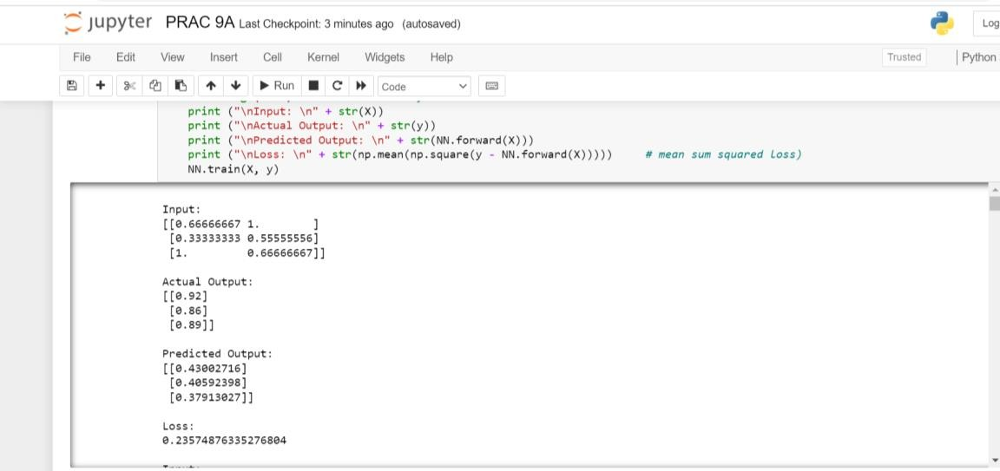 jupyter PRAC 9A Last Checkpoint: 3 minutes ago (autosaved)
Log
File Edit View Insert Cell Kernel Widgets Help
Trusted
Python
Run
Code
print ("\nInput: \n" + str(X))
print ("\nActual Output: \n" + str(y))
print ("\nPredicted Output: \n" + str(NN.forward(X)))
print ("\nLoss: \n" + str(np.mean(np.square(y - NN.forward(X))))) # mean sum squared loss)
NN.train(X, y)
Input:
[[0.66666667 1. ]
[0.33333333 0.55555556]
[1. 0.66666667]]
Actual Output:
[[0.92]
[0.86]
[0.89]]
Predicted Output:
[[0.43002716]
[0.40592398]
[0.37913027]]
Loss:
0.23574876335276804